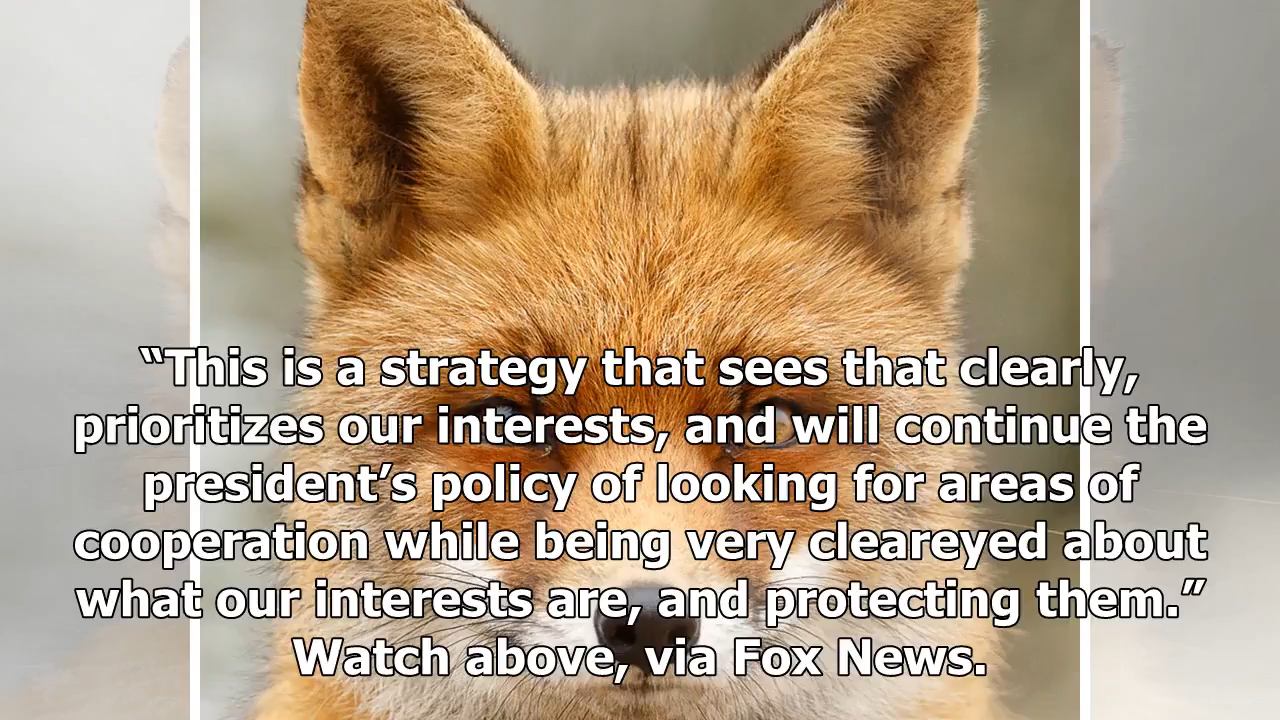 “This is a strategy that sees that clearly,
prioritizes our interests, and will continue the
president’s policy of looking for areas of
cooperation while being very cleareyed about
what our interests are, and protecting them.”
Watch above, via Fox News.